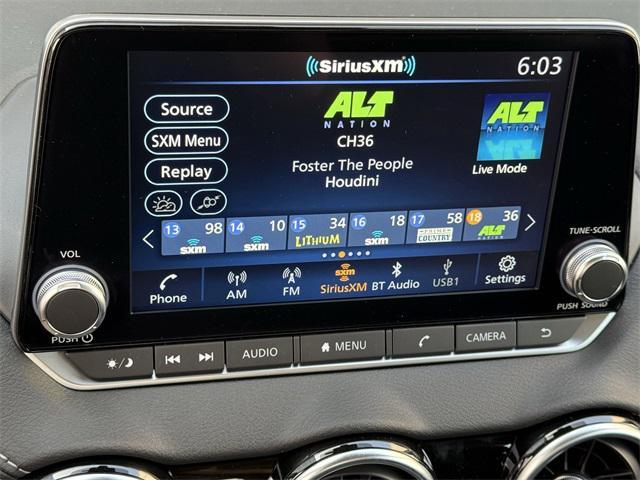 SiriusXM
6:03
Source
SXM Menu
Replay
ALT
NATION
CH36
Foster The People
Houdini
ALT
NATION
Live Mode
13 98 sxm
14 10 sxm
15 34 LITHIUM
16 18 sxm
17 58 PRIME COUNTRY
18 36 ALT NATION
Phone
AM
FM
sxm
SiriusXM
BT Audio
USB1
Settings
VOL
PUSH
TUNE-SCROLL
PUSH SOUND
AUDIO
MENU
CAMERA